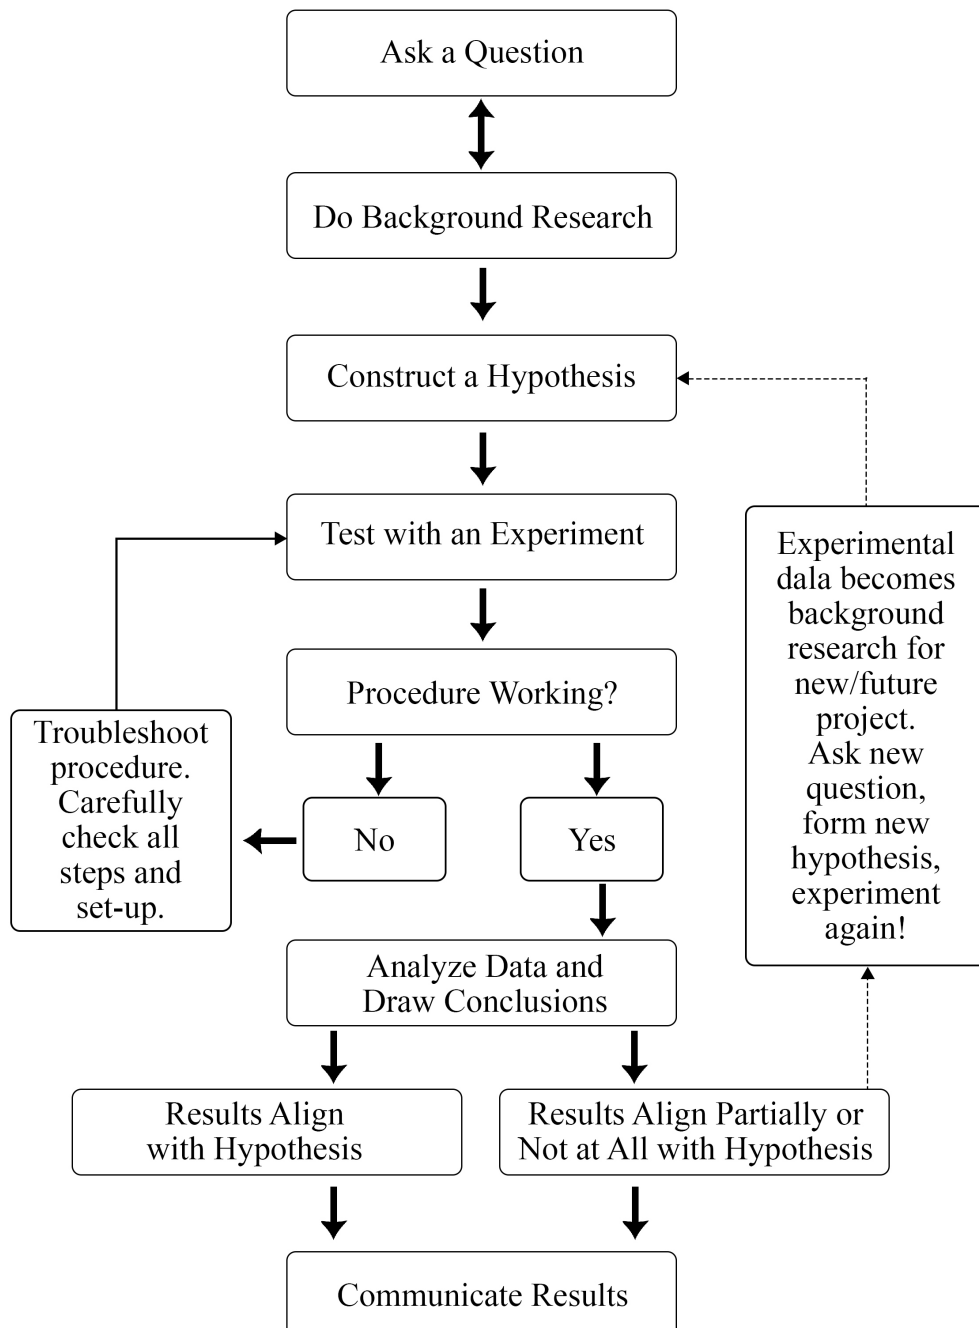 Ask a Question
Do Background Research
Construct a Hypothesis
Test with an Experiment
Procedure Working?
No
Yes
Troubleshoot
procedure.
Carefully
check all
steps and
set-up.
Experimental
dala becomes
background
research for
new/future
project.
Ask new
question,
form new
hypothesis,
experiment
again!
Analyze Data and
Draw Conclusions
Results Align
with Hypothesis
Results Align Partially or
Not at All with Hypothesis
Communicate Results